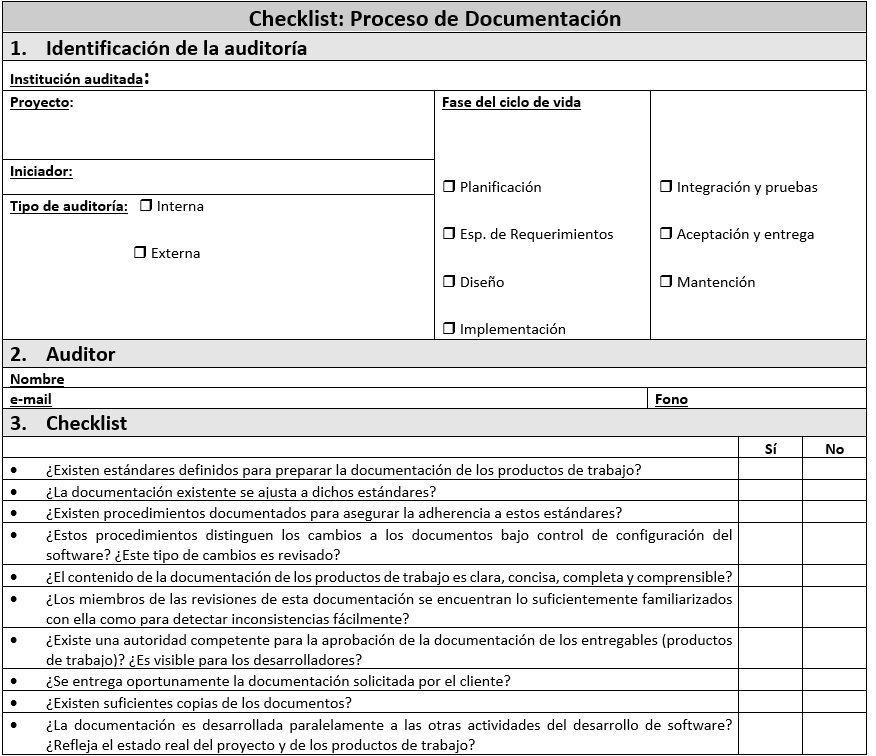 Checklist: Proceso de Documentación
1. Identificación de la auditoría
Institución auditada:
Proyecto:
Iniciador:
Tipo de auditoría: ❐ Interna
❐ Externa
Fase del ciclo de vida
❐ Planificación
❐ Esp. de Requerimientos
❐ Diseño
❐ Implementación
❐ Integración y pruebas
❐ Aceptación y entrega
❐ Mantención
2. Auditor
Nombre
e-mail Fono
3. Checklist
Sí No
• ¿Existen estándares definidos para preparar la documentación de los productos de trabajo?
• ¿La documentación existente se ajusta a dichos estándares?
• ¿Existen procedimientos documentados para asegurar la adherencia a estos estándares?
• ¿Estos procedimientos distinguen los cambios a los documentos bajo control de configuración del
software? ¿Este tipo de cambios es revisado?
• ¿El contenido de la documentación de los productos de trabajo es clara, concisa, completa y comprensible?
• ¿Los miembros de las revisiones de esta documentación se encuentran lo suficientemente familiarizados
con ella como para detectar inconsistencias fácilmente?
• ¿Existe una autoridad competente para la aprobación de la documentación de los entregables (productos
de trabajo)? ¿Es visible para los desarrolladores?
• ¿Se entrega oportunamente la documentación solicitada por el cliente?
• ¿Existen suficientes copias de los documentos?
• ¿La documentación es desarrollada paralelamente a las otras actividades del desarrollo de software?
¿Refleja el estado real del proyecto y de los productos de trabajo?